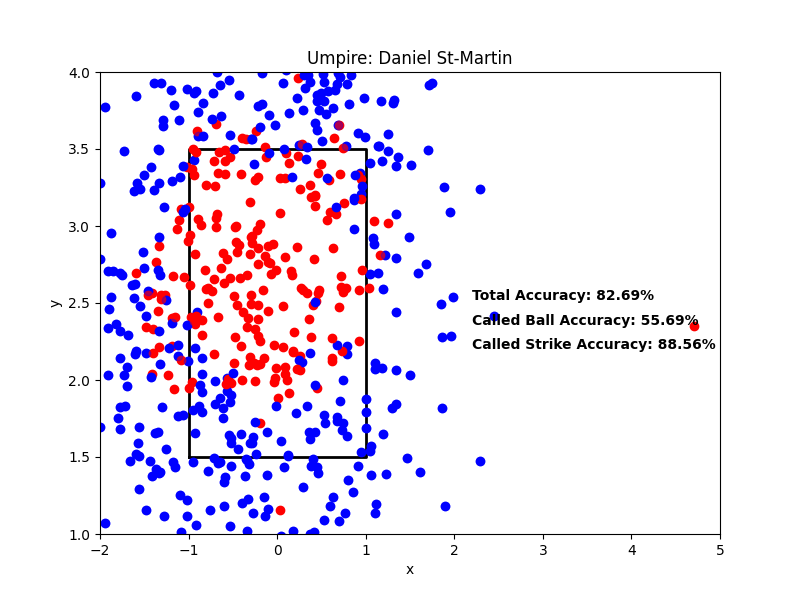 Umpire: Daniel St-Martin
4.0
3.5
3.0
2.5
2.0
1.5
1.0
y
Total Accuracy: 82.69%
Called Ball Accuracy: 55.69%
Called Strike Accuracy: 88.56%
−2 −1 0 1 2 3 4 5
x